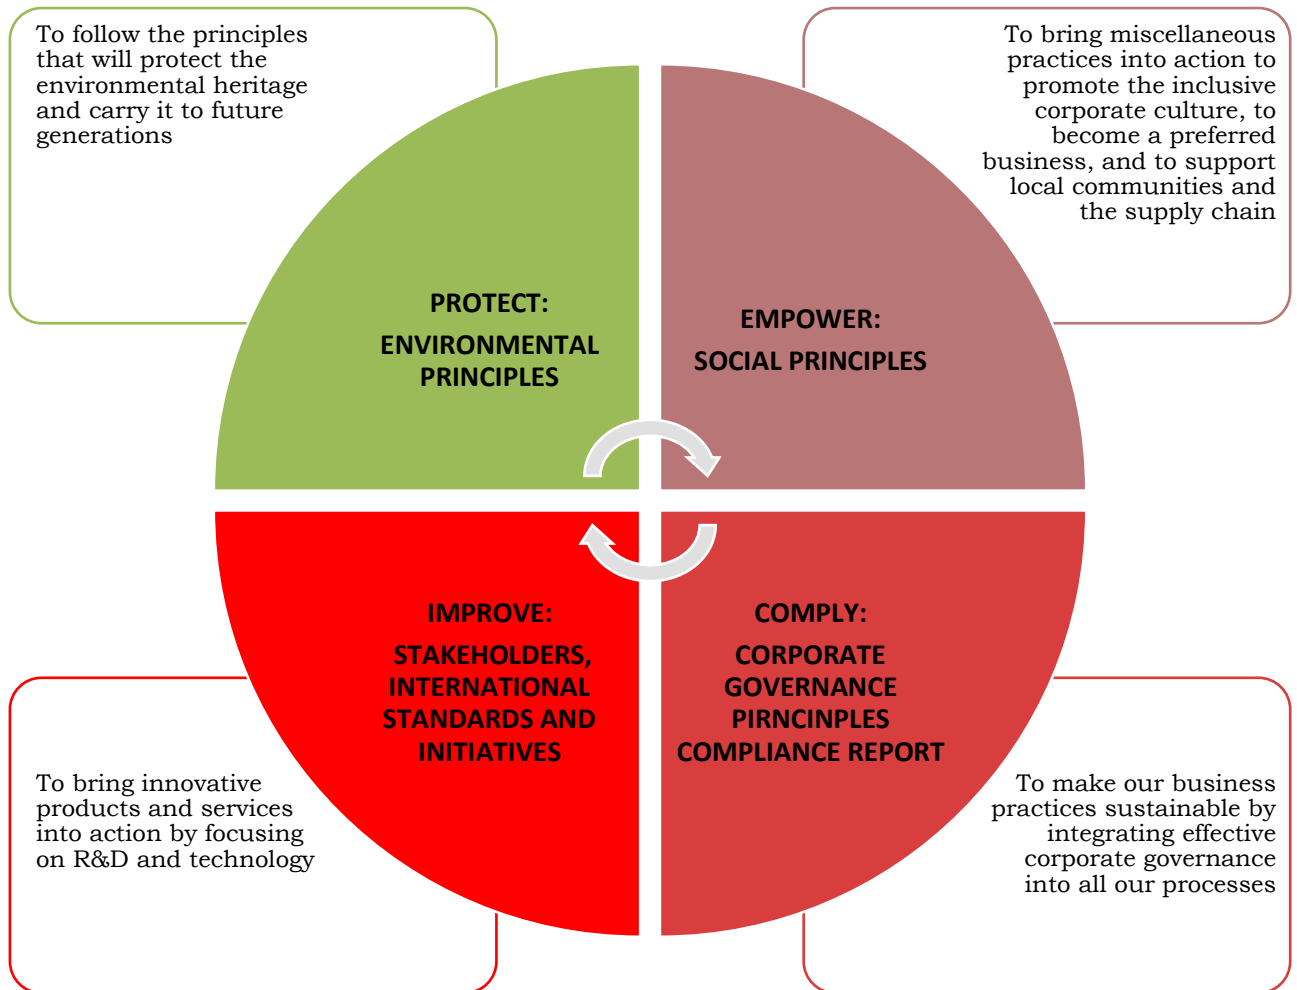 To follow the principles
that will protect the
environmental heritage
and carry it to future
generations
To bring miscellaneous
practices into action to
promote the inclusive
corporate culture, to
become a preferred
business, and to support
local communities and
the supply chain
PROTECT:
ENVIRONMENTAL
PRINCIPLES
EMPOWER:
SOCIAL PRINCIPLES
IMPROVE:
STAKEHOLDERS,
INTERNATIONAL
STANDARDS AND
INITIATIVES
COMPLY:
CORPORATE
GOVERNANCE
PIRNCINPLES
COMPLIANCE REPORT
To bring innovative
products and services
into action by focusing
on R&D and technology
To make our business
practices sustainable by
integrating effective
corporate governance
into all our processes